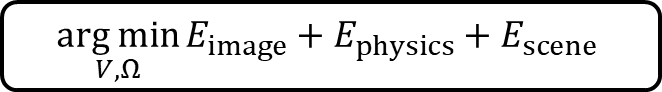 arg min E_image + E_physics + E_scene
V,Ω